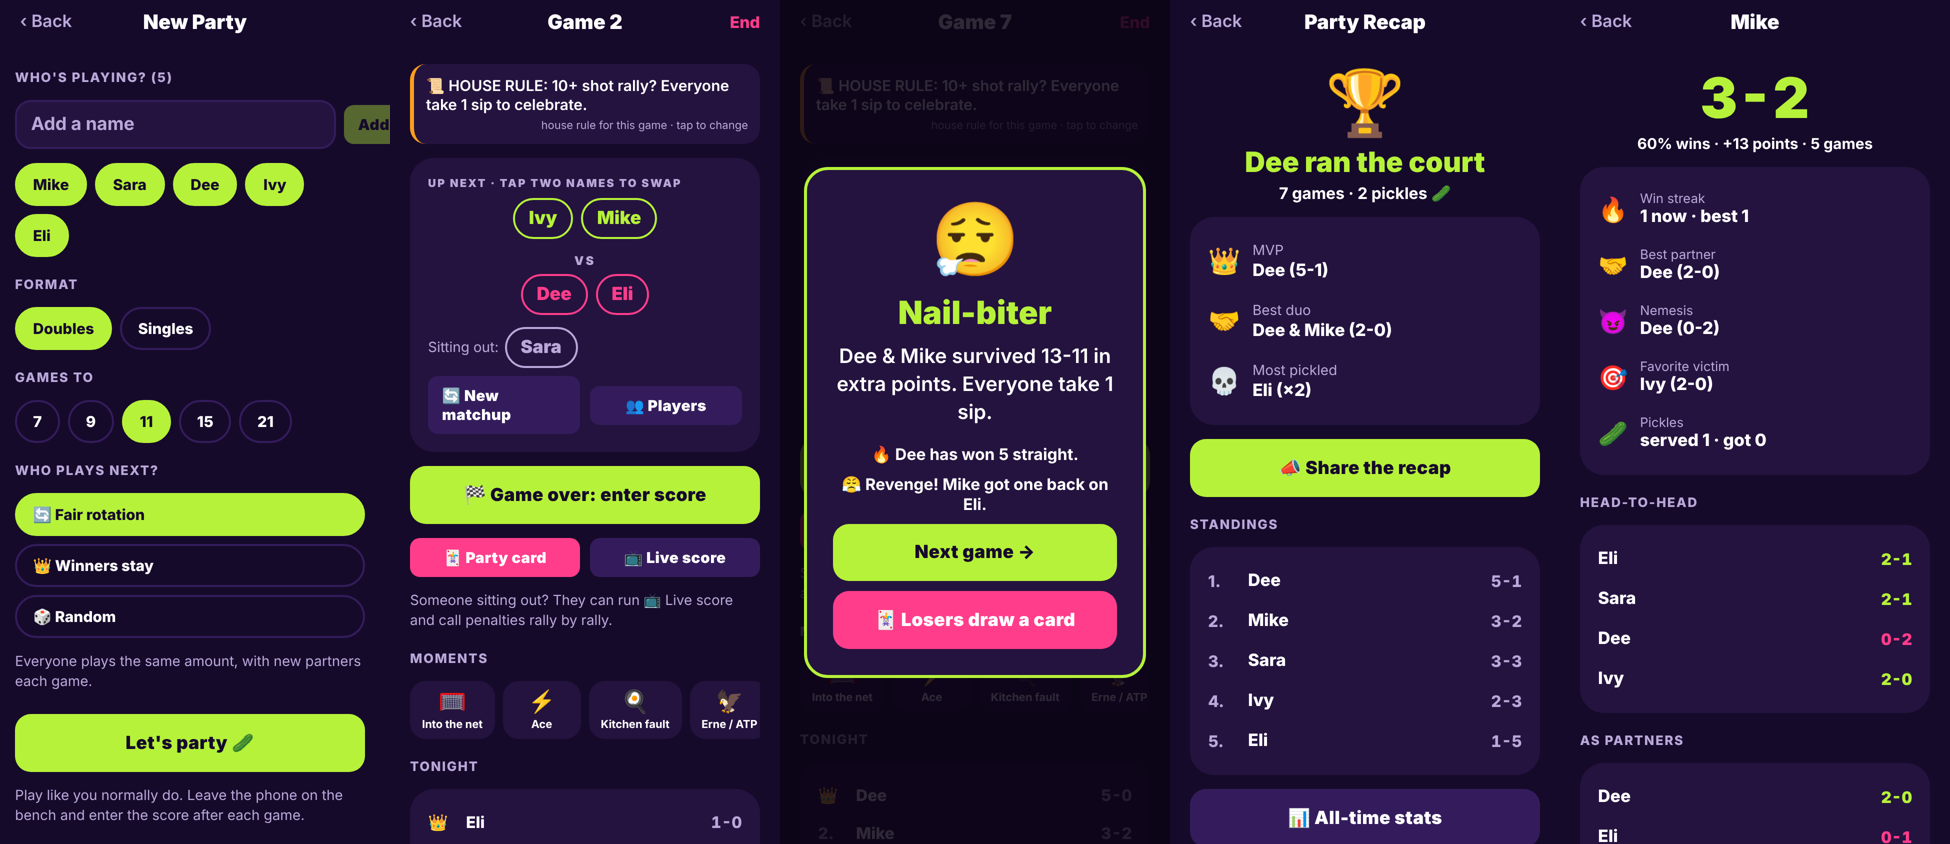 ‹ Back
New Party
WHO'S PLAYING? (5)
Add a name
Add
Mike
Sara
Dee
Ivy
Eli
FORMAT
Doubles
Singles
GAMES TO
7
9
11
15
21
WHO PLAYS NEXT?
Fair rotation
Winners stay
Random
Everyone plays the same amount, with new partners
each game.
Let's party
Play like you normally do. Leave the phone on the
bench and enter the score after each game.
‹ Back
Game 2
End
HOUSE RULE: 10+ shot rally? Everyone
take 1 sip to celebrate.
house rule for this game · tap to change
UP NEXT · TAP TWO NAMES TO SWAP
Ivy
Mike
VS
Dee
Eli
Sitting out:
Sara
New
matchup
Players
Game over: enter score
Party card
Live score
Someone sitting out? They can run 📺 Live score
and call penalties rally by rally.
MOMENTS
Into the net
Ace
Kitchen fault
Erne / ATP
TONIGHT
Eli
1-0
‹ Back
Game 7
End
HOUSE RULE: 10+ shot rally? Everyone
take 1 sip to celebrate.
house rule for this game · tap to change
Nail-biter
Dee & Mike survived 13-11 in
extra points. Everyone take 1
sip.
Dee has won 5 straight.
Revenge! Mike got one back on
Eli.
Next game →
Losers draw a card
Into the net
Ace
Kitchen fault
Erne / ATP
TONIGHT
Dee
5-0
2.
Mike
3-2
‹ Back
Party Recap
Dee ran the court
7 games · 2 pickles
MVP
Dee (5-1)
Best duo
Dee & Mike (2-0)
Most pickled
Eli (×2)
Share the recap
STANDINGS
1. Dee 5-1
2. Mike 3-2
3. Sara 3-3
4. Ivy 2-3
5. Eli 1-5
All-time stats
‹ Back
Mike
3-2
60% wins · +13 points · 5 games
Win streak
1 now · best 1
Best partner
Dee (2-0)
Nemesis
Dee (0-2)
Favorite victim
Ivy (2-0)
Pickles
served 1 · got 0
HEAD-TO-HEAD
Eli 2-1
Sara 2-1
Dee 0-2
Ivy 2-0
AS PARTNERS
Dee 2-0
Eli 0-1